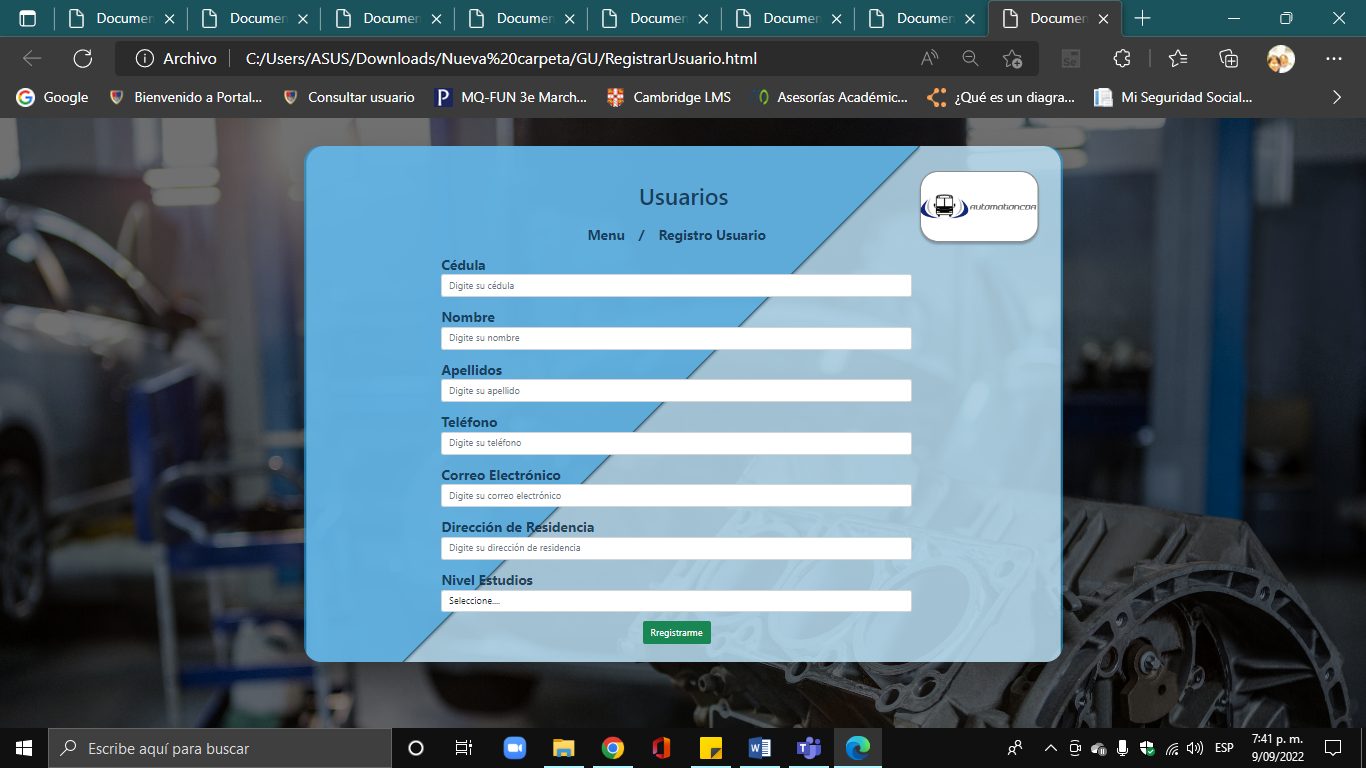 Documen Documen Documen Documen Documen Documen Documen Documen
Archivo C:/Users/ASUS/Downloads/Nueva%20carpeta/GU/RegistrarUsuario.html
Google Bienvenido a Portal... Consultar usuario MQ-FUN 3e March... Cambridge LMS Asesorías Académic... ¿Qué es un diagra... Mi Seguridad Social...
Usuarios
AUTOMOTIONCDA
Menu / Registro Usuario
Cédula
Digite su cédula
Nombre
Digite su nombre
Apellidos
Digite su apellido
Teléfono
Digite su teléfono
Correo Electrónico
Digite su correo electrónico
Dirección de Residencia
Digite su dirección de residencia
Nivel Estudios
Seleccione....
Rregistrarme
Escribe aquí para buscar
ESP
7:41 p. m.
9/09/2022